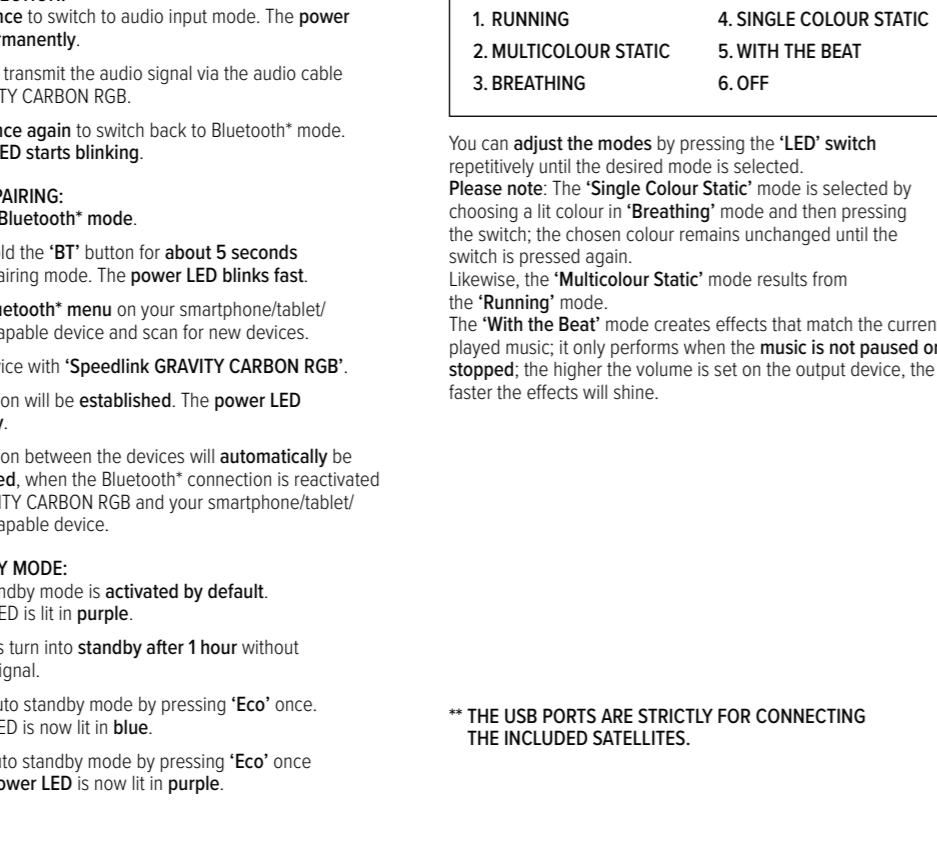 nce to switch to audio input mode. The power
rmanently.
transmit the audio signal via the audio cable
TY CARBON RGB.
nce again to switch back to Bluetooth* mode.
ED starts blinking.
PAIRING:
Bluetooth* mode.
ld the ‘BT’ button for about 5 seconds
airing mode. The power LED blinks fast.
uetooth* menu on your smartphone/tablet/
apable device and scan for new devices.
vice with ‘Speedlink GRAVITY CARBON RGB’.
on will be established. The power LED
y.
on between the devices will automatically be
ed, when the Bluetooth* connection is reactivated
ITY CARBON RGB and your smartphone/tablet/
apable device.
Y MODE:
ndby mode is activated by default.
ED is lit in purple.
s turn into standby after 1 hour without
ignal.
uto standby mode by pressing ‘Eco’ once.
ED is now lit in blue.
uto standby mode by pressing ‘Eco’ once
ower LED is now lit in purple.
1. RUNNING
2. MULTICOLOUR STATIC
3. BREATHING
4. SINGLE COLOUR STATIC
5. WITH THE BEAT
6. OFF
You can adjust the modes by pressing the ‘LED’ switch
repetitively until the desired mode is selected.
Please note: The ‘Single Colour Static’ mode is selected by
choosing a lit colour in ‘Breathing’ mode and then pressing
the switch; the chosen colour remains unchanged until the
switch is pressed again.
Likewise, the ‘Multicolour Static’ mode results from
the ‘Running’ mode.
The ‘With the Beat’ mode creates effects that match the curren
played music; it only performs when the music is not paused or
stopped; the higher the volume is set on the output device, the
faster the effects will shine.
** THE USB PORTS ARE STRICTLY FOR CONNECTING
THE INCLUDED SATELLITES.